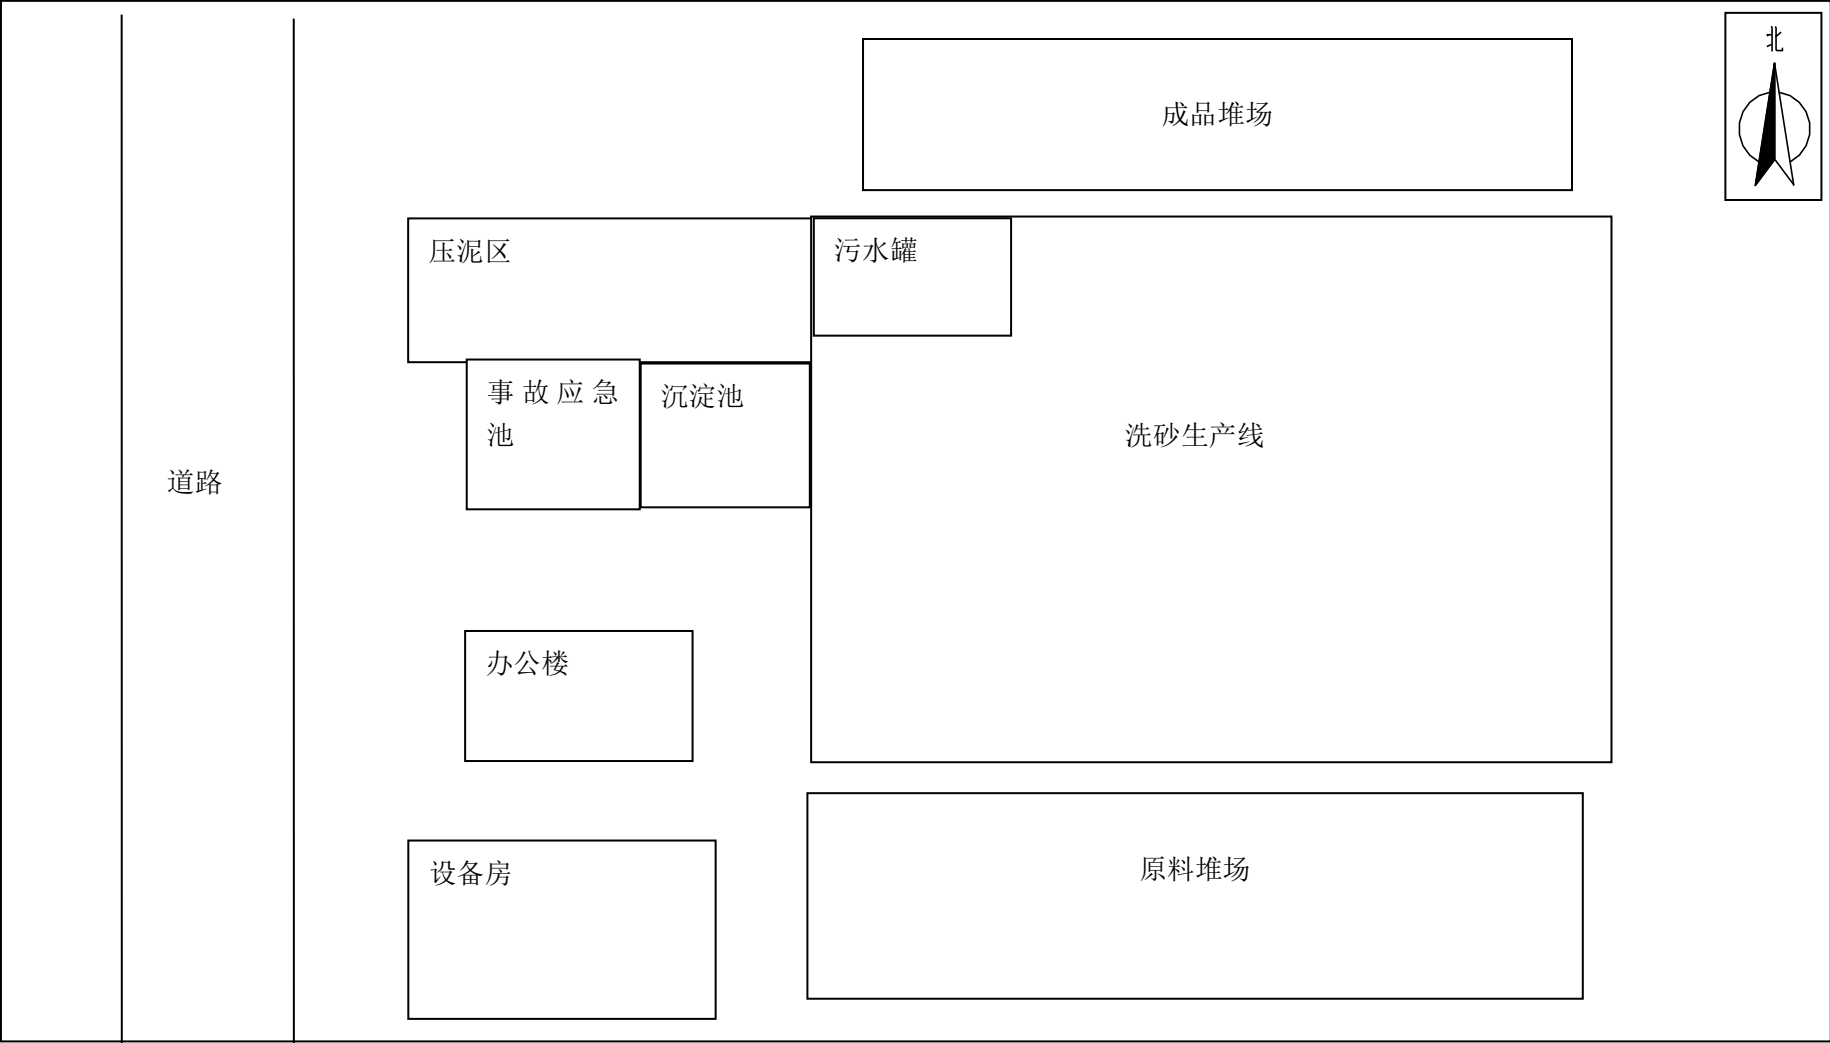 北
成品堆场
压泥区
污水罐
事故应急
池
沉淀池
洗砂生产线
道路
办公楼
设备房
原料堆场